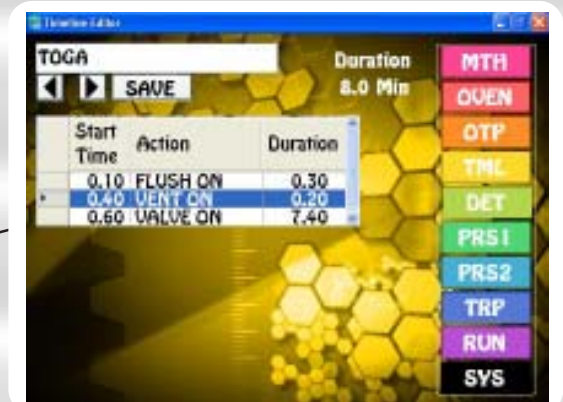 Timeline Editor
TOGA
Duration
8.0 Min
SAVE
Start Time Action Duration
0.10 FLUSH ON 0.30
0.40 VENT ON 0.20
0.60 VALVE ON 7.40
MTH
OVEN
OTP
TML
DET
PRS1
PRS2
TRP
RUN
SYS